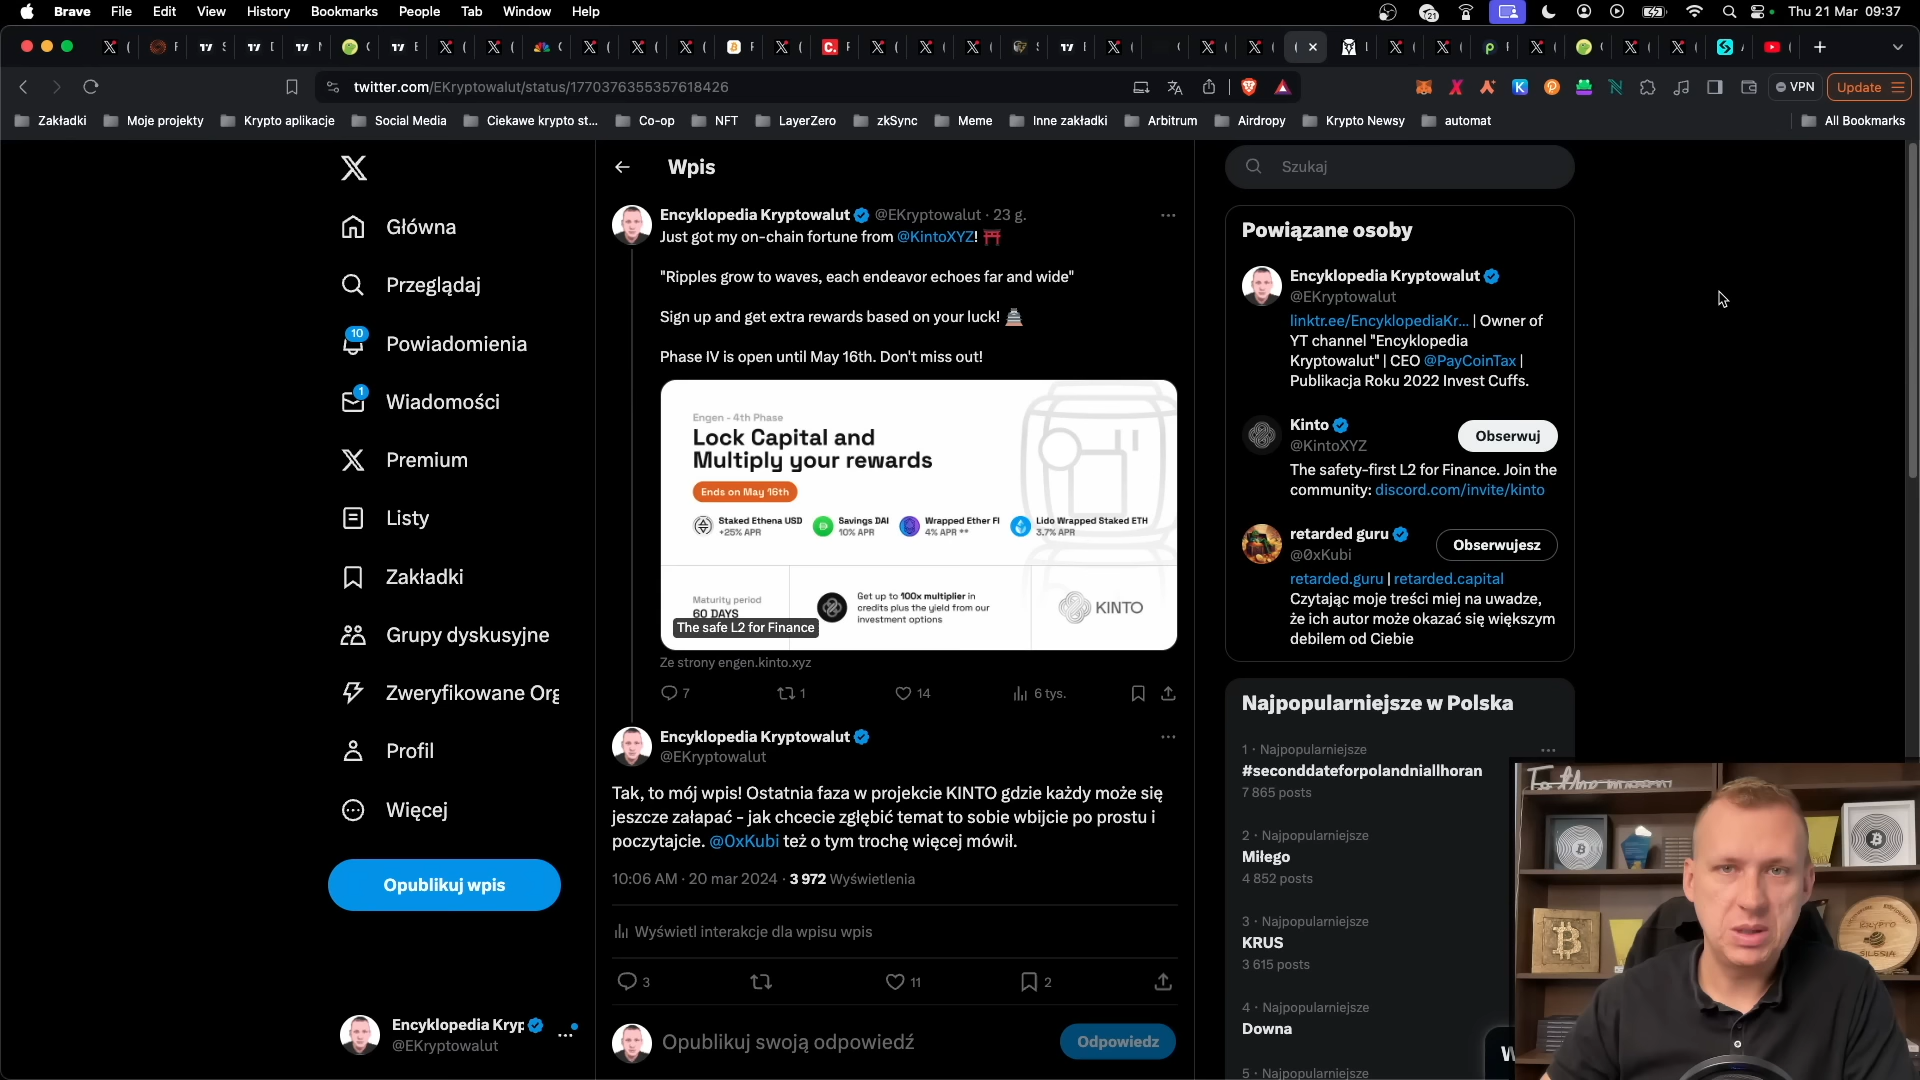 Brave File Edit View History Bookmarks People Tab Window Help
21
Thu 21 Mar 09:37
twitter.com/EKryptowalut/status/1770376355357618426
VPN
Update
Zakładki
Moje projekty
Krypto aplikacje
Social Media
Ciekawe krypto st...
Co-op
NFT
LayerZero
zkSync
Meme
Inne zakładki
Arbitrum
Airdropy
Krypto Newsy
automat
All Bookmarks
Główna
Przeglądaj
10
Powiadomienia
1
Wiadomości
Premium
Listy
Zakładki
Grupy dyskusyjne
Zweryfikowane Org
Profil
Więcej
Opublikuj wpis
Encyklopedia Kryp
@EKryptowalut
Wpis
Encyklopedia Kryptowalut @EKryptowalut · 23 g.
Just got my on-chain fortune from @KintoXYZ! ⛩️
"Ripples grow to waves, each endeavor echoes far and wide"
Sign up and get extra rewards based on your luck!
Phase IV is open until May 16th. Don't miss out!
Engen - 4th Phase
Lock Capital and
Multiply your rewards
Ends on May 16th
Staked Ethena USD
+25% APR
Savings DAI
10% APR
Wrapped Ether FI
4% APR **
Lido Wrapped Staked ETH
3.7% APR
Maturity period
60 DAYS
The safe L2 for Finance
Get up to 100x multiplier in
credits plus the yield from our
investment options
KINTO
Ze strony engen.kinto.xyz
7
1
14
6 tys.
Encyklopedia Kryptowalut
@EKryptowalut
Tak, to mój wpis! Ostatnia faza w projekcie KINTO gdzie każdy może się
jeszcze załapać - jak chcecie zgłębić temat to sobie wbijcie po prostu i
poczytajcie. @0xKubi też o tym trochę więcej mówił.
10:06 AM · 20 mar 2024 · 3 972 Wyświetlenia
Wyświetl interakcje dla wpisu wpis
3
11
2
Opublikuj swoją odpowiedź
Odpowiedz
Szukaj
Powiązane osoby
Encyklopedia Kryptowalut
@EKryptowalut
linktr.ee/EncyklopediaKr... | Owner of
YT channel "Encyklopedia
Kryptowalut" | CEO @PayCoinTax |
Publikacja Roku 2022 Invest Cuffs.
Kinto
@KintoXYZ
Obserwuj
The safety-first L2 for Finance. Join the
community: discord.com/invite/kinto
retarded guru
@0xKubi
Obserwujesz
retarded.guru | retarded.capital
Czytając moje treści miej na uwadze,
że ich autor może okazać się większym
debilem od Ciebie
Najpopularniejsze w Polska
1 · Najpopularniejsze
#seconddateforpolandniallhoran
7 865 posts
2 · Najpopularniejsze
Miłego
4 852 posts
3 · Najpopularniejsze
KRUS
3 615 posts
4 · Najpopularniejsze
Downa
5 · Najpopularniejsze
To the moon